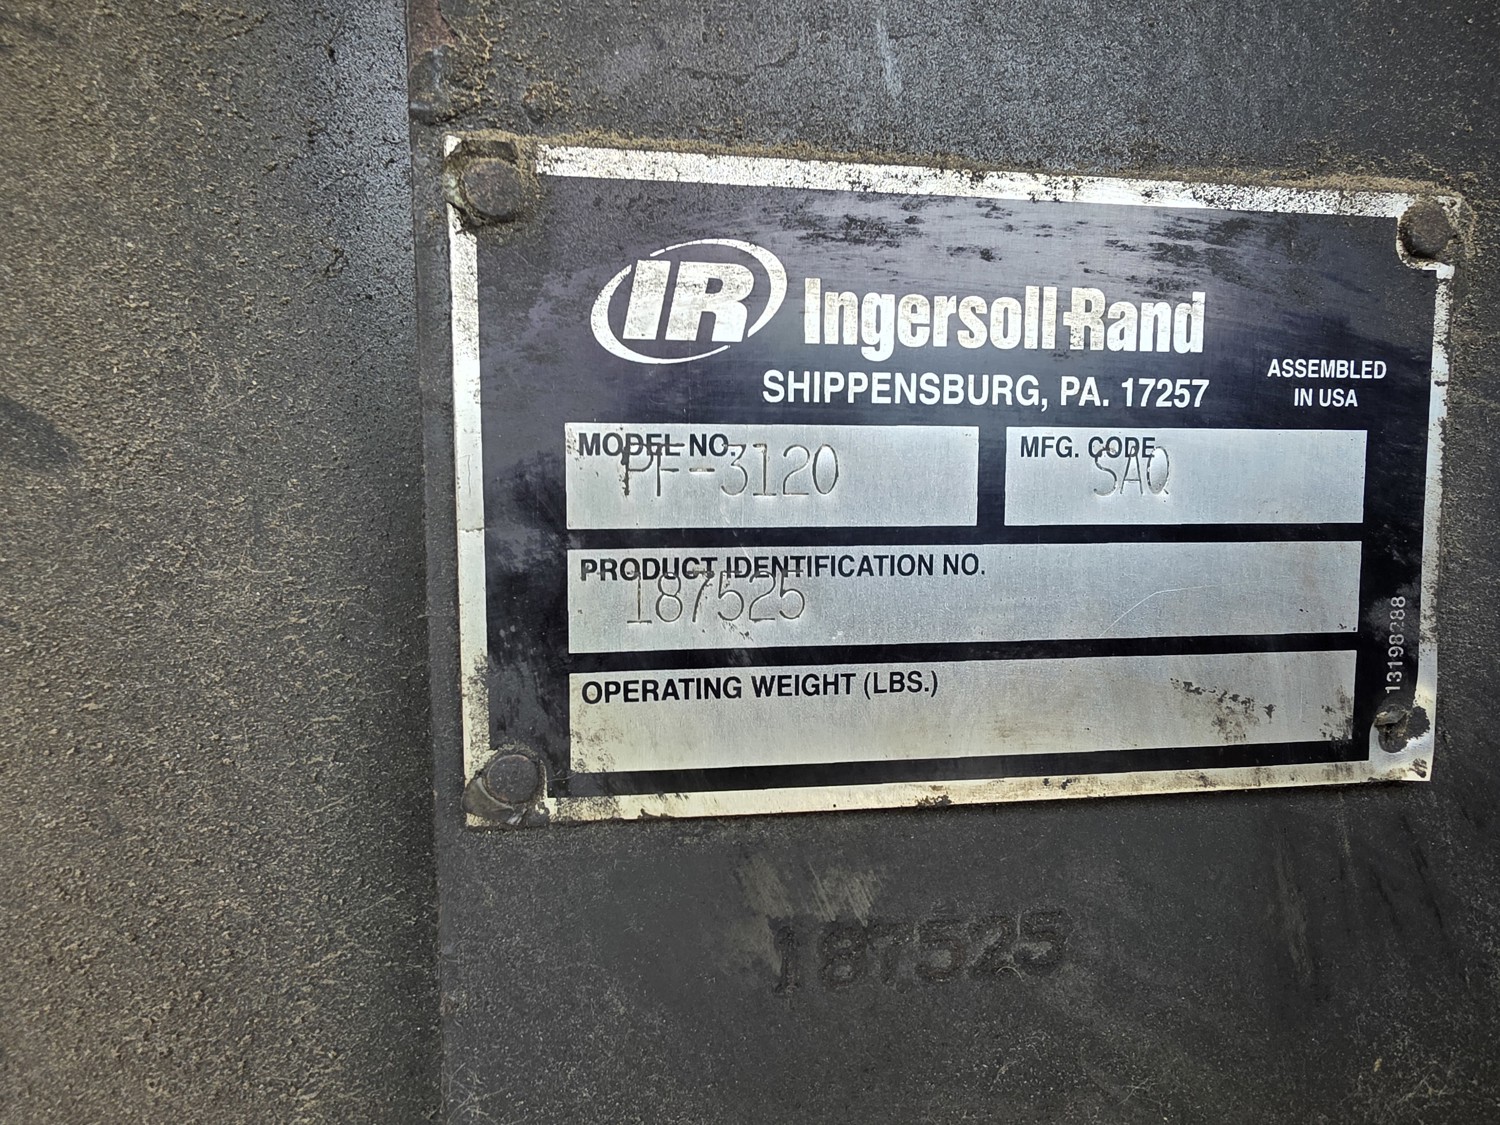 IR Ingersoll-Rand
SHIPPENSBURG, PA. 17257
ASSEMBLED
IN USA
MODEL NO.
PF-3120
MFG. CODE
SAQ
PRODUCT IDENTIFICATION NO.
187525
OPERATING WEIGHT (LBS.)
187525